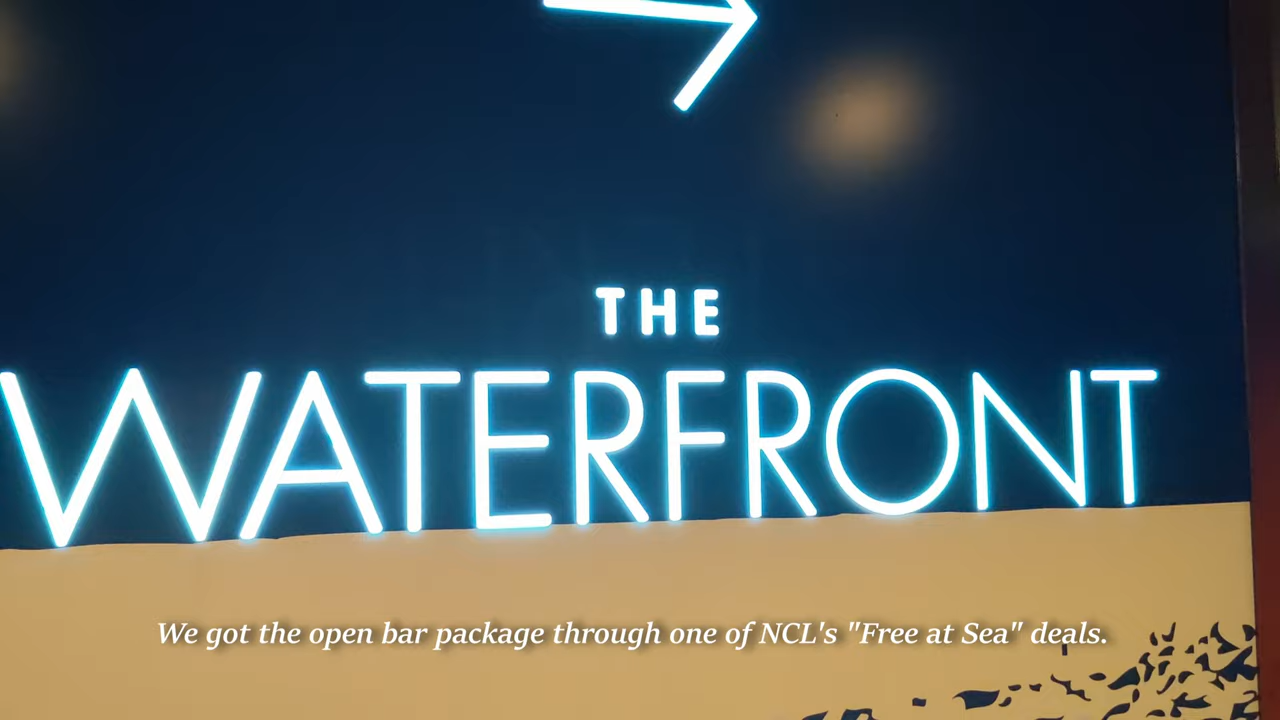 THE
WATERFRONT
We got the open bar package through one of NCL's "Free at Sea" deals.